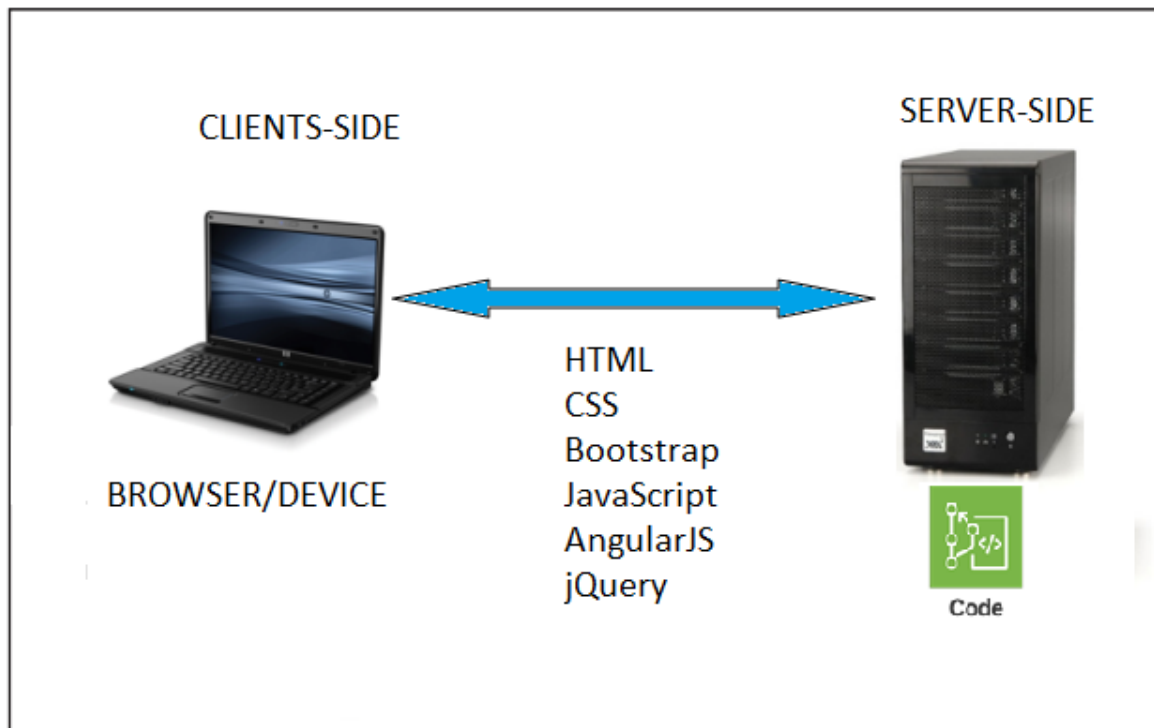 CLIENTS-SIDE
SERVER-SIDE
HTML
CSS
Bootstrap
JavaScript
AngularJS
jQuery
BROWSER/DEVICE
</>
Code